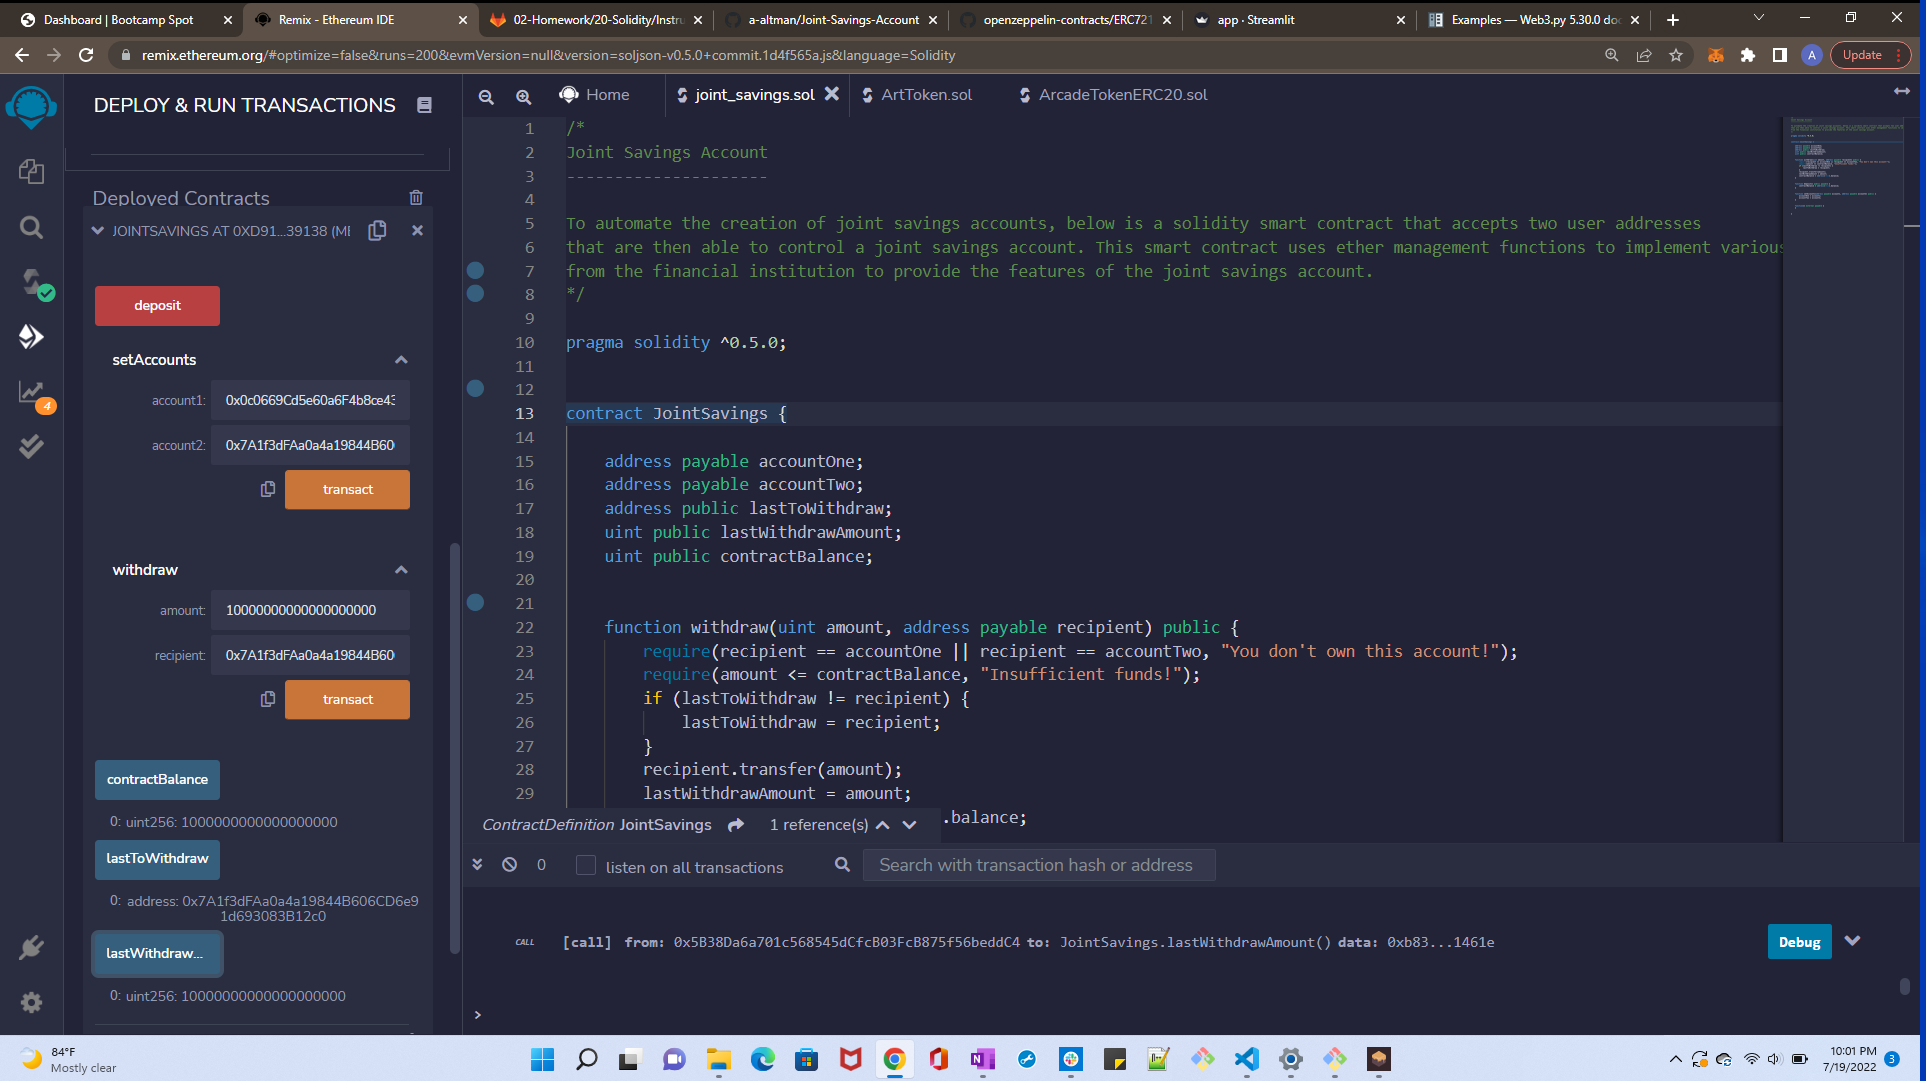 Dashboard | Bootcamp Spot
Remix - Ethereum IDE
02-Homework/20-Solidity/Instru
a-altman/Joint-Savings-Account
openzeppelin-contracts/ERC721
app · Streamlit
Examples — Web3.py 5.30.0 doc
remix.ethereum.org/#optimize=false&runs=200&evmVersion=null&version=soljson-v0.5.0+commit.1d4f565a.js&language=Solidity
A
Update
DEPLOY & RUN TRANSACTIONS
Deployed Contracts
JOINTSAVINGS AT 0XD91...39138 (ME
deposit
setAccounts
account1: 0x0c0669Cd5e60a6F4b8ce43
account2: 0x7A1f3dFAa0a4a19844B60
transact
4
withdraw
amount: 10000000000000000000
recipient: 0x7A1f3dFAa0a4a19844B60
transact
contractBalance
0: uint256: 1000000000000000000
lastToWithdraw
0: address: 0x7A1f3dFAa0a4a19844B606CD6e9
1d693083B12c0
lastWithdraw...
0: uint256: 10000000000000000000
Home
joint_savings.sol
ArtToken.sol
ArcadeTokenERC20.sol
1 /*
2 Joint Savings Account
3 ---------------------
4
5 To automate the creation of joint savings accounts, below is a solidity smart contract that accepts two user addresses
6 that are then able to control a joint savings account. This smart contract uses ether management functions to implement various
7 from the financial institution to provide the features of the joint savings account.
8 */
9
10 pragma solidity ^0.5.0;
11
12
13 contract JointSavings {
14
15 address payable accountOne;
16 address payable accountTwo;
17 address public lastToWithdraw;
18 uint public lastWithdrawAmount;
19 uint public contractBalance;
20
21
22 function withdraw(uint amount, address payable recipient) public {
23 require(recipient == accountOne || recipient == accountTwo, "You don't own this account!");
24 require(amount <= contractBalance, "Insufficient funds!");
25 if (lastToWithdraw != recipient) {
26 lastToWithdraw = recipient;
27 }
28 recipient.transfer(amount);
29 lastWithdrawAmount = amount;
.balance;
ContractDefinition JointSavings 1 reference(s)
0 listen on all transactions Search with transaction hash or address
CALL [call] from: 0x5B38Da6a701c568545dCfcB03FcB875f56beddC4 to: JointSavings.lastWithdrawAmount() data: 0xb83...1461e
Debug
>
84°F
Mostly clear
10:01 PM
7/19/2022
3